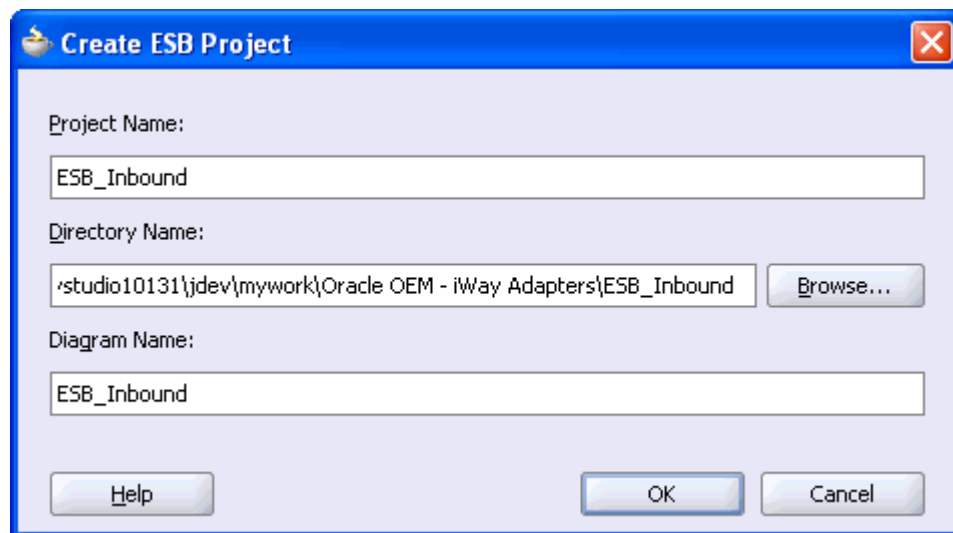 Create ESB Project
Project Name:
ESB_Inbound
Directory Name:
studio10131\jdev\mywork\Oracle OEM - iWay Adapters\ESB_Inbound
Browse...
Diagram Name:
ESB_Inbound
Help
OK
Cancel